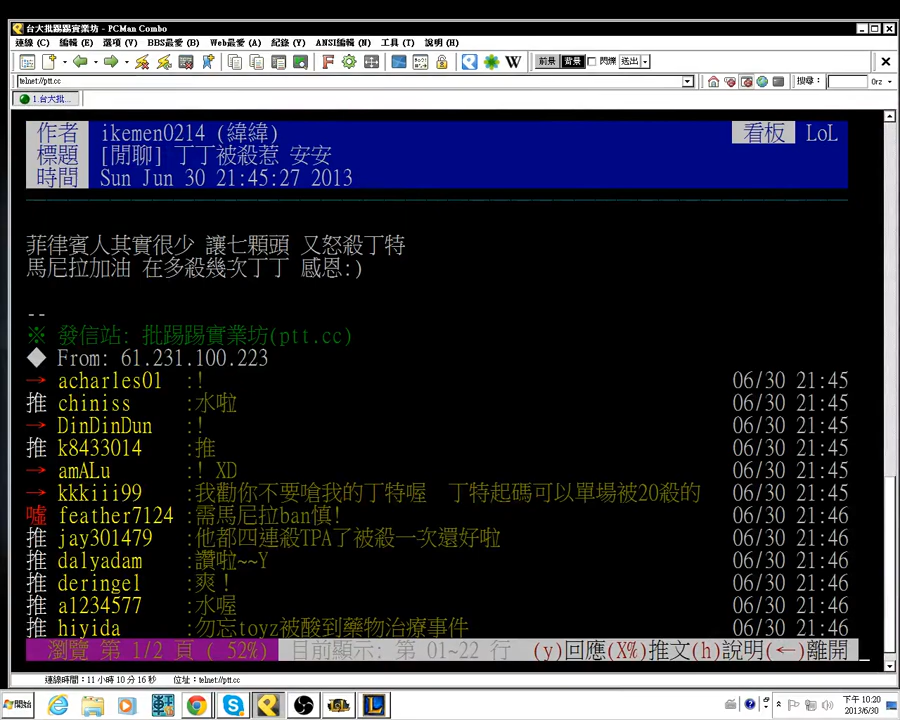 台大批踢踢實業坊 - PCMan Combo
連線 (C) 編輯 (E) 選項 (V) BBS最愛 (B) Web最愛 (A) 紀錄 (Y) ANSI編輯 (N) 工具 (T) 說明 (H)
前景 背景 閃爍 送出
telnet://ptt.cc 搜尋: Orz
1.台大批...
作者 ikemen0214 (緯緯) 看板 LoL
標題 [閒聊] 丁丁被殺惹 安安
時間 Sun Jun 30 21:45:27 2013
菲律賓人其實很少 讓七顆頭 又怒殺丁特
馬尼拉加油 在多殺幾次丁丁 感恩:)
--
※ 發信站: 批踢踢實業坊(ptt.cc)
◆ From: 61.231.100.223
→ acharles01 :! 06/30 21:45
推 chiniss :水啦 06/30 21:45
→ DinDinDun :! 06/30 21:45
推 k8433014 :推 06/30 21:45
→ amALu :! XD 06/30 21:45
→ kkkiii99 :我勸你不要嗆我的丁特喔 丁特起碼可以單場被20殺的 06/30 21:45
噓 feather7124 :需馬尼拉ban慎! 06/30 21:46
推 jay301479 :他都四連殺TPA了被殺一次還好啦 06/30 21:46
推 dalyadam :讚啦~~Y 06/30 21:46
推 deringel :爽! 06/30 21:46
推 a1234577 :水喔 06/30 21:46
推 hiyida :勿忘toyz被酸到藥物治療事件 06/30 21:46
瀏覽 第 1/2 頁 ( 52%) 目前顯示: 第 01~22 行 (y)回應(X%)推文(h)說明(←)離開
連線時間:11 小時 10 分 16 秒 位址:telnet://ptt.cc
開始 下午 10:20
2013/6/30